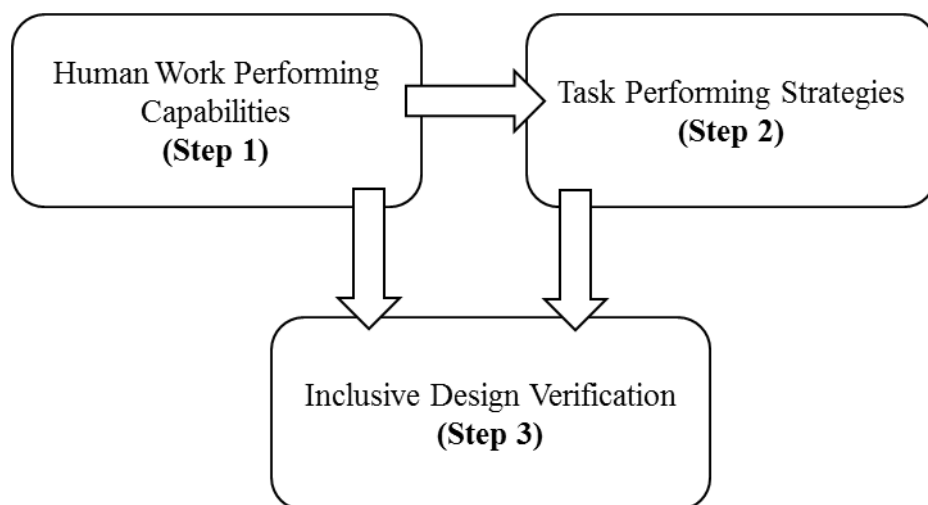 Human Work Performing
Capabilities
(Step 1)
Task Performing Strategies
(Step 2)
Inclusive Design Verification
(Step 3)